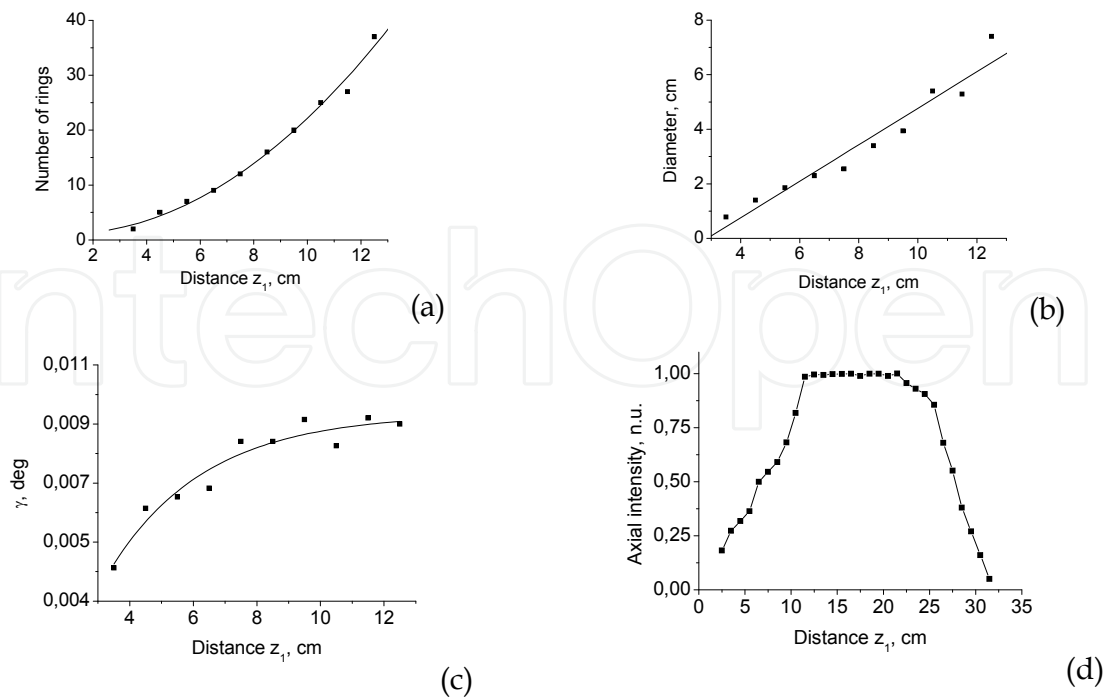 40
30
20
10
0
Number of rings
2 4 6 8 10 12
Distance z₁, cm
(a)
8
6
4
2
0
Diameter, cm
4 6 8 10 12
Distance z₁, cm
(b)
0,011
0,009
0,007
0,005
0,004
γ, deg
4 6 8 10 12
Distance z₁, cm
(c)
1,00
0,75
0,50
0,25
0,00
Axial intensity, n.u.
0 5 10 15 20 25 30 35
Distance z₁, cm
(d)
ntechOpen